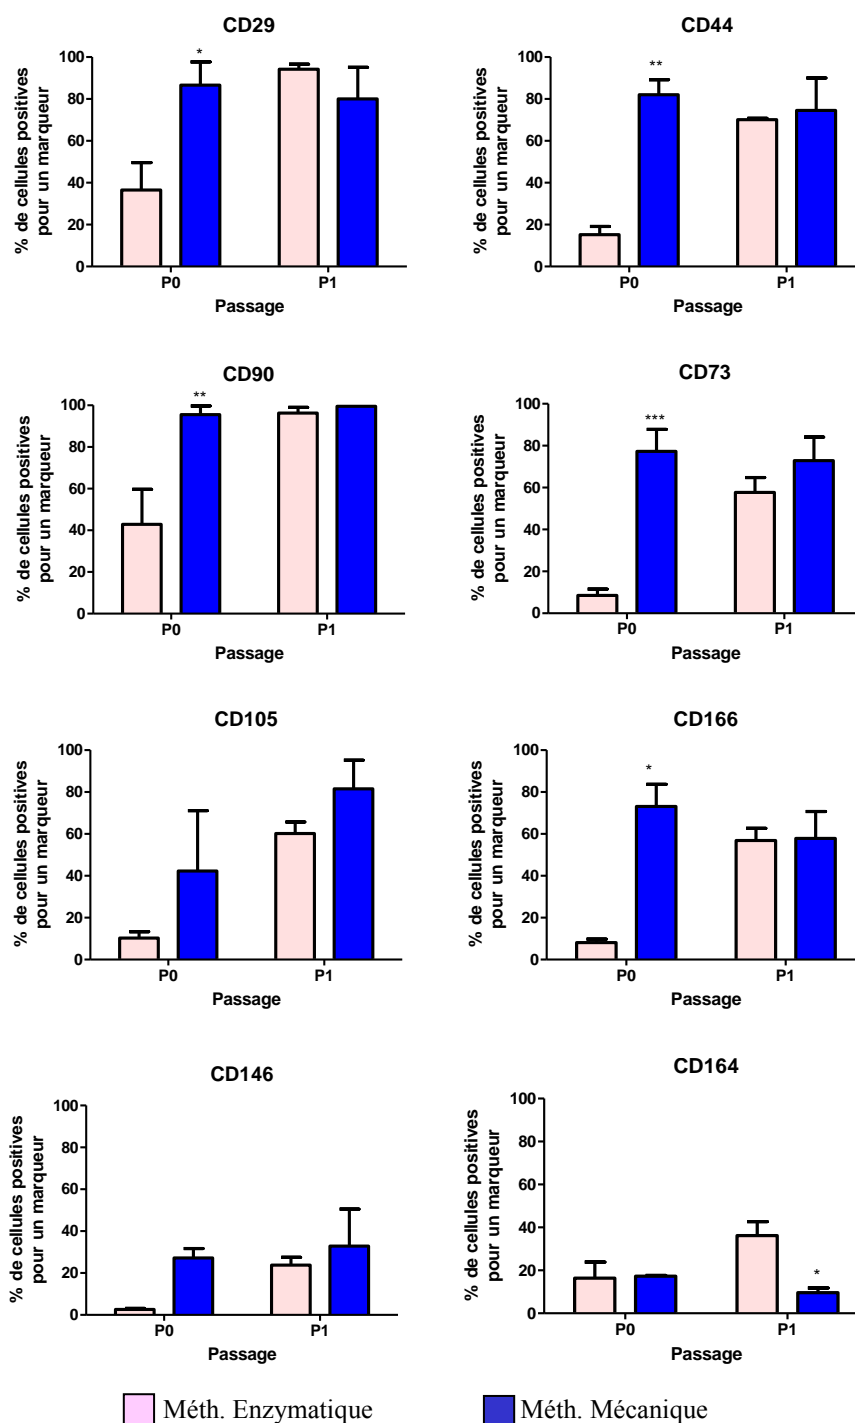 CD29
% de cellules positives
pour un marqueur
100
80
60
40
20
0
*
P0
P1
Passage
CD44
% de cellules positives
pour un marqueur
100
80
60
40
20
0
**
P0
P1
Passage
CD90
% de cellules positives
pour un marqueur
100
80
60
40
20
0
**
P0
P1
Passage
CD73
% de cellules positives
pour un marqueur
100
80
60
40
20
0
***
P0
P1
Passage
CD105
% de cellules positives
pour un marqueur
100
80
60
40
20
0
P0
P1
Passage
CD166
% de cellules positives
pour un marqueur
100
80
60
40
20
0
*
P0
P1
Passage
CD146
% de cellules positives
pour un marqueur
100
80
60
40
20
0
P0
P1
Passage
CD164
% de cellules positives
pour un marqueur
100
80
60
40
20
0
*
P0
P1
Passage
Méth. Enzymatique
Méth. Mécanique